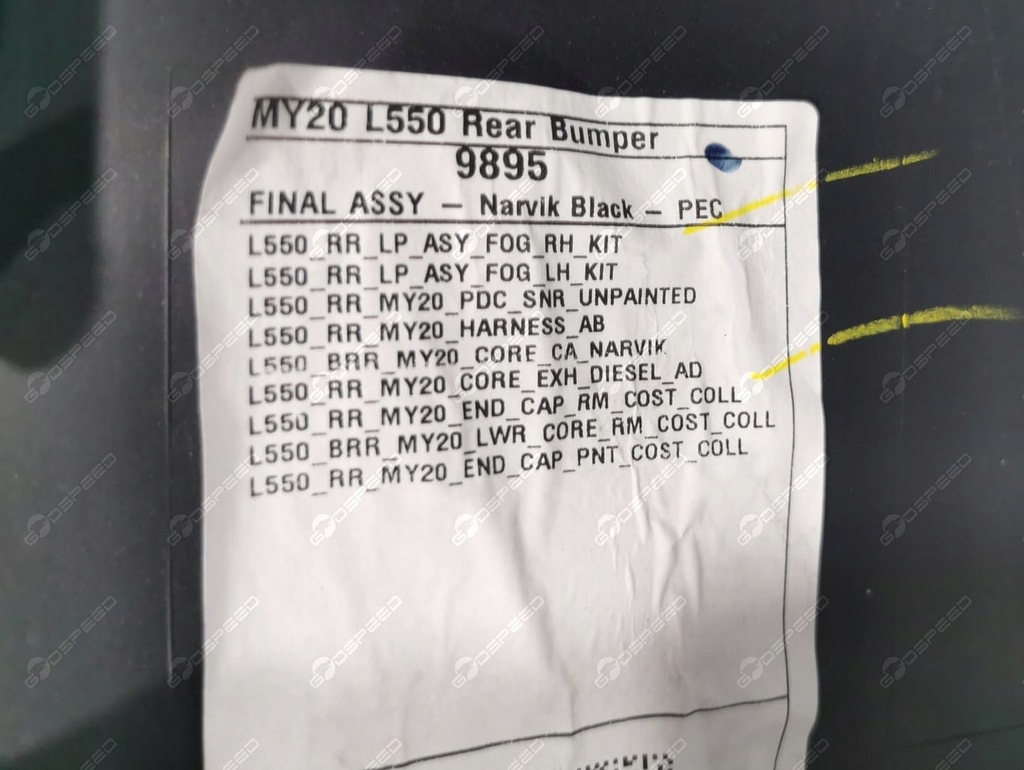 MY20 L550 Rear Bumper
9895
FINAL ASSY – Narvik Black – PEC
L550_RR_LP_ASY_FOG_RH_KIT
L550_RR_LP_ASY_FOG_LH_KIT
L550_RR_MY20_PDC_SNR_UNPAINTED
L550_RR_MY20_HARNESS_AB
L550_BRR_MY20_CORE_CA_NARVIK
L550_RR_MY20_CORE_EXH_DIESEL_AD
L550_RR_MY20_END_CAP_RM_COST_COLL
L550_BRR_MY20_LWR_CORE_RM_COST_COLL
L550_RR_MY20_END_CAP_PNT_COST_COLL
GODSPEED